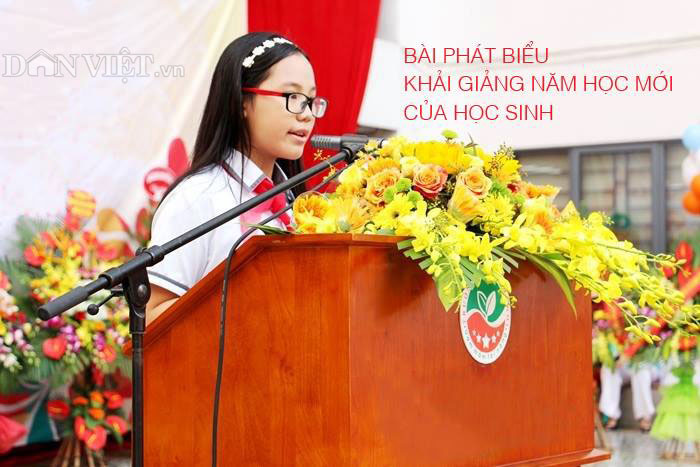 DÂN VIỆT.vn
BÀI PHÁT BIỂU
KHẢI GIẢNG NĂM HỌC MỚI
CỦA HỌC SINH